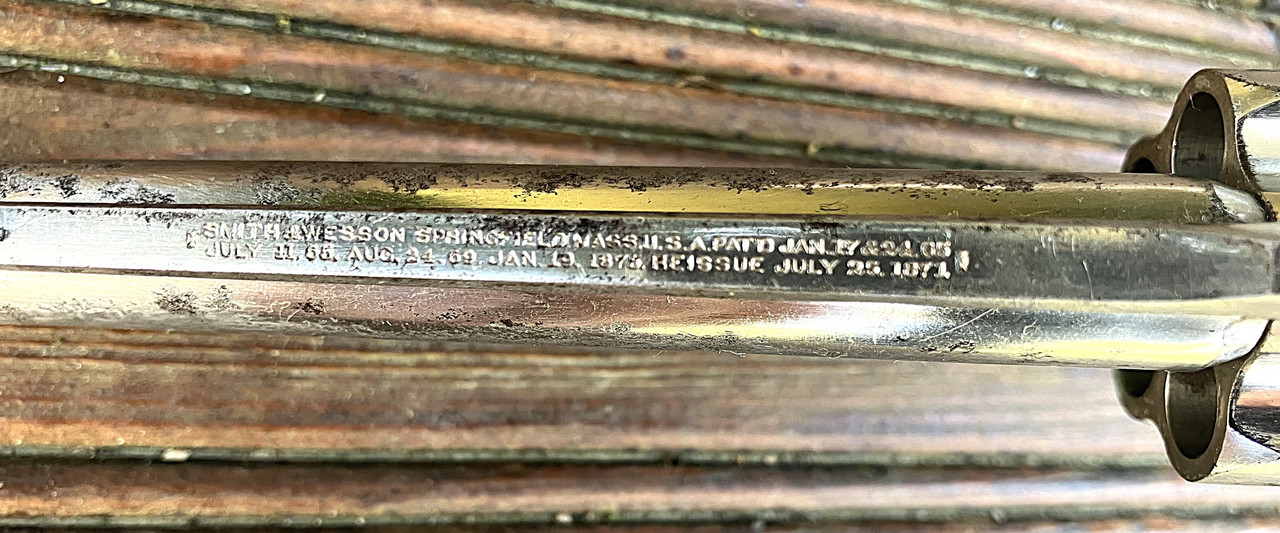 SMITH & WESSON SPRINGFIELD MASS. U.S.A. PAT'D JAN. 17 & 24. 65
JULY 11. 65. AUG. 24. 69. JAN. 19. 1875. REISSUE JULY 25. 1871.